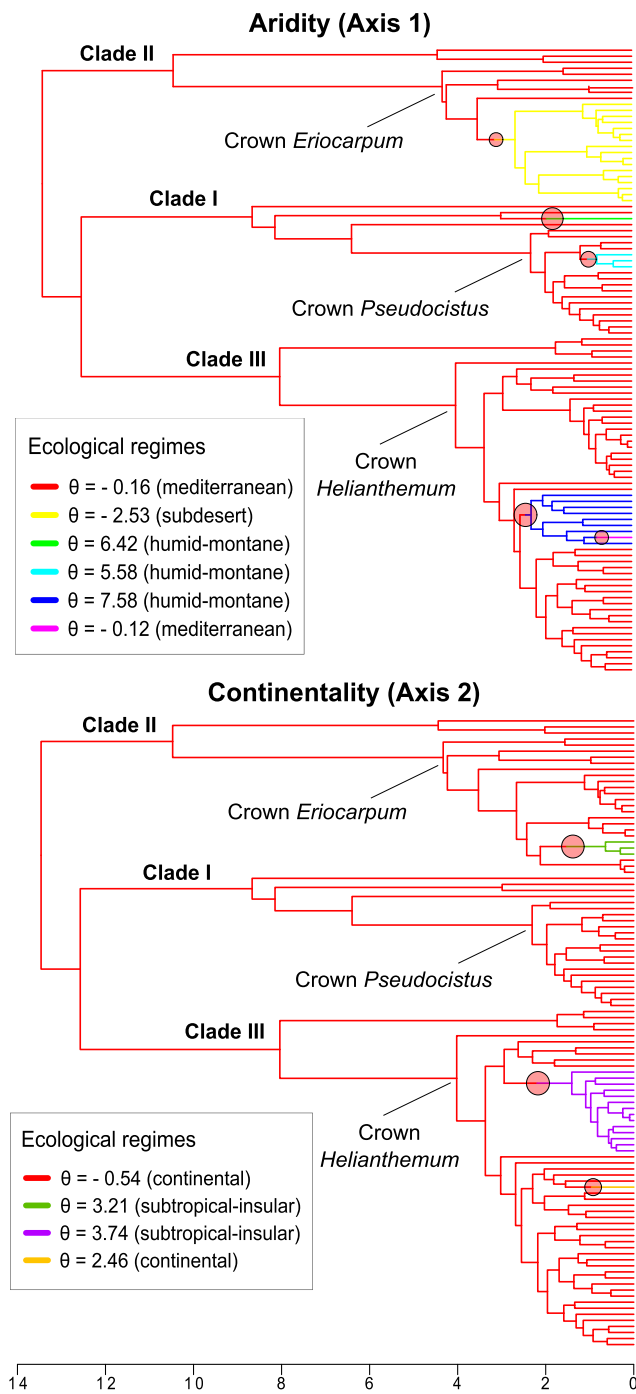 Aridity (Axis 1)
Clade II
Crown Eriocarpum
Clade I
Crown Pseudocistus
Clade III
Crown
Helianthemum
Ecological regimes
θ = - 0.16 (mediterranean)
θ = - 2.53 (subdesert)
θ = 6.42 (humid-montane)
θ = 5.58 (humid-montane)
θ = 7.58 (humid-montane)
θ = - 0.12 (mediterranean)
Continentality (Axis 2)
Clade II
Crown Eriocarpum
Clade I
Crown Pseudocistus
Clade III
Crown
Helianthemum
Ecological regimes
θ = - 0.54 (continental)
θ = 3.21 (subtropical-insular)
θ = 3.74 (subtropical-insular)
θ = 2.46 (continental)
14 12 10 8 6 4 2 0